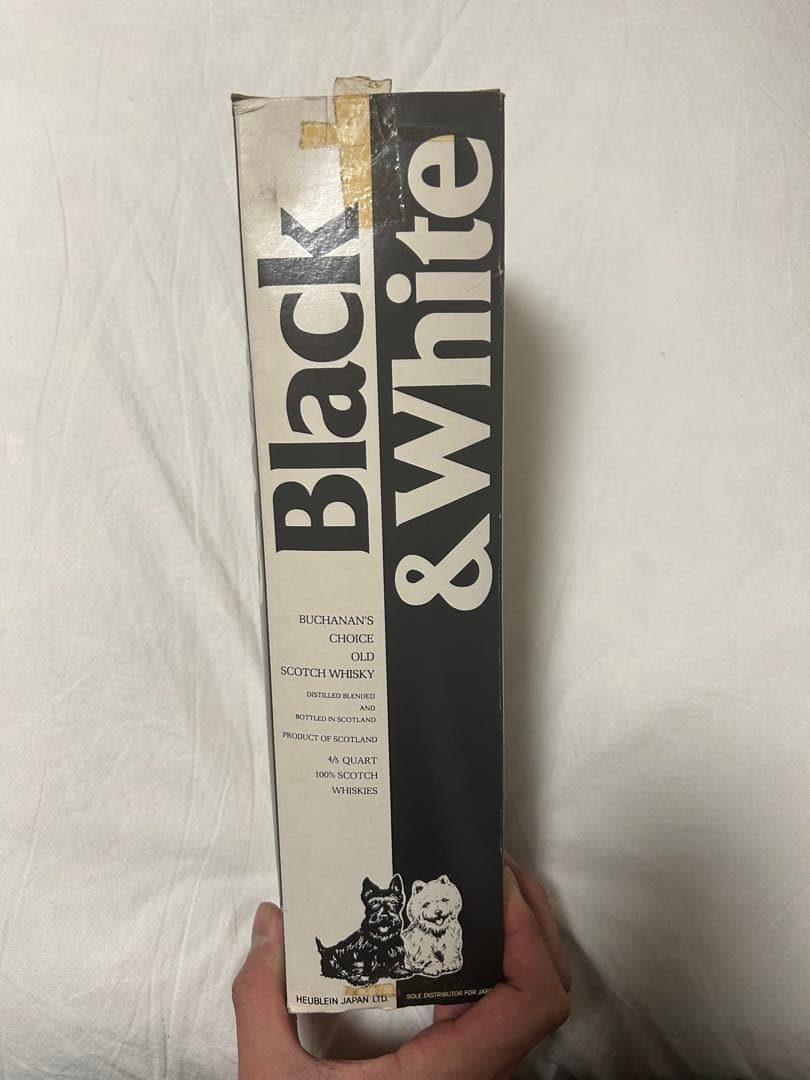 Black
& White
BUCHANAN'S
CHOICE
OLD
SCOTCH WHISKY
DISTILLED BLENDED
AND
BOTTLED IN SCOTLAND
PRODUCT OF SCOTLAND
4/5 QUART
100% SCOTCH
WHISKIES
HEUBLEIN JAPAN LTD.
SOLE DISTRIBUTOR FOR